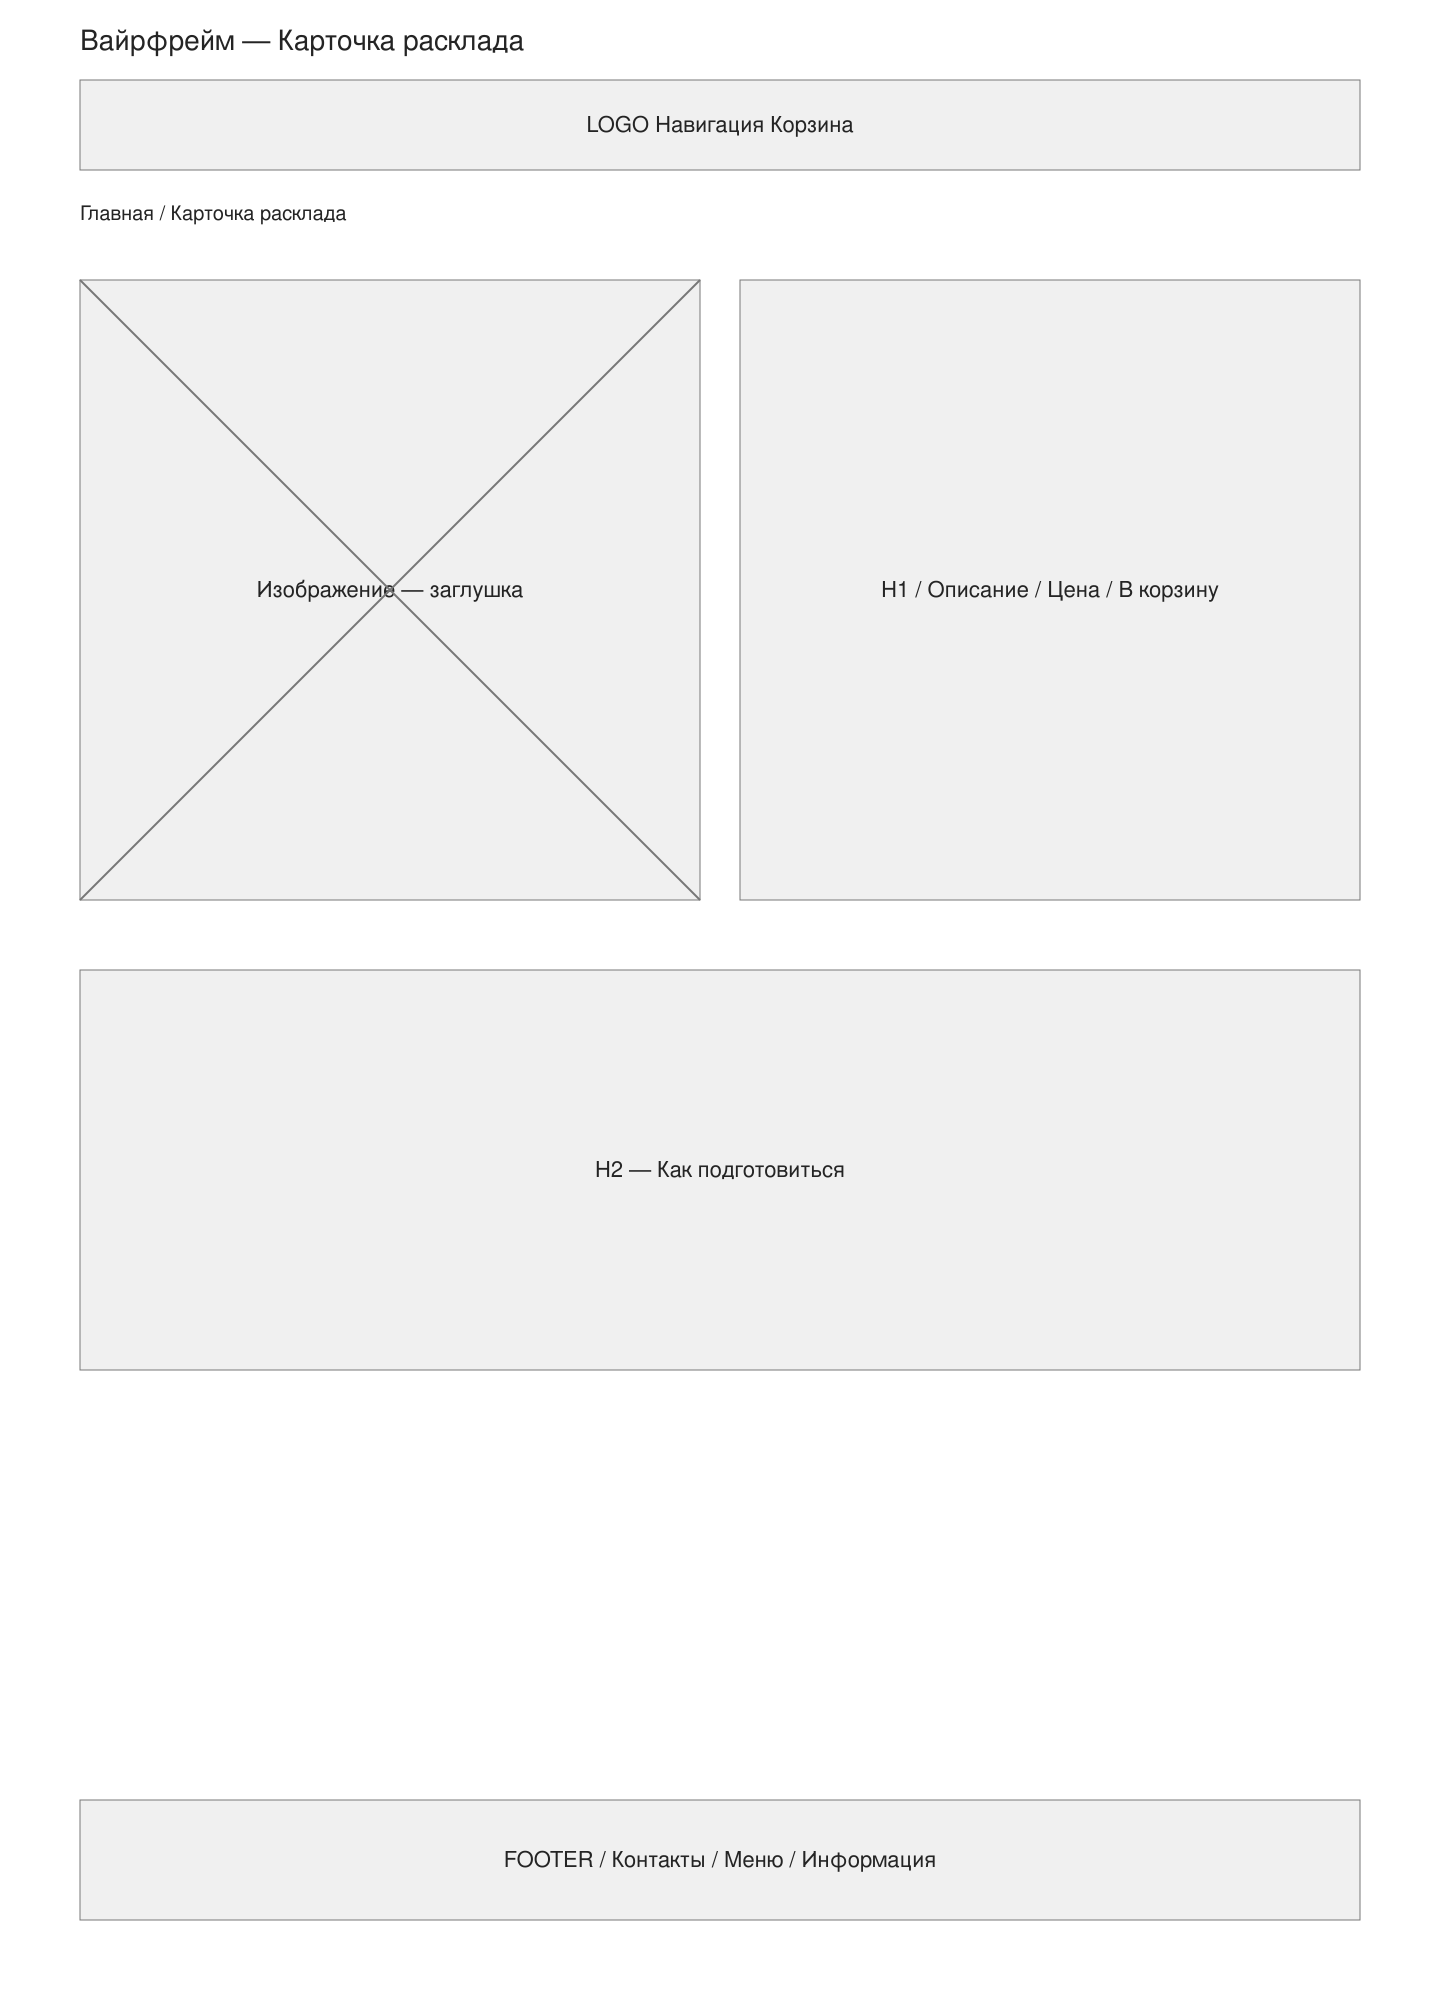 Вайрфрейм — Карточка расклада
LOGO Навигация Корзина
Главная / Карточка расклада
Изображение — заглушка
H1 / Описание / Цена / В корзину
H2 — Как подготовиться
FOOTER / Контакты / Меню / Информация